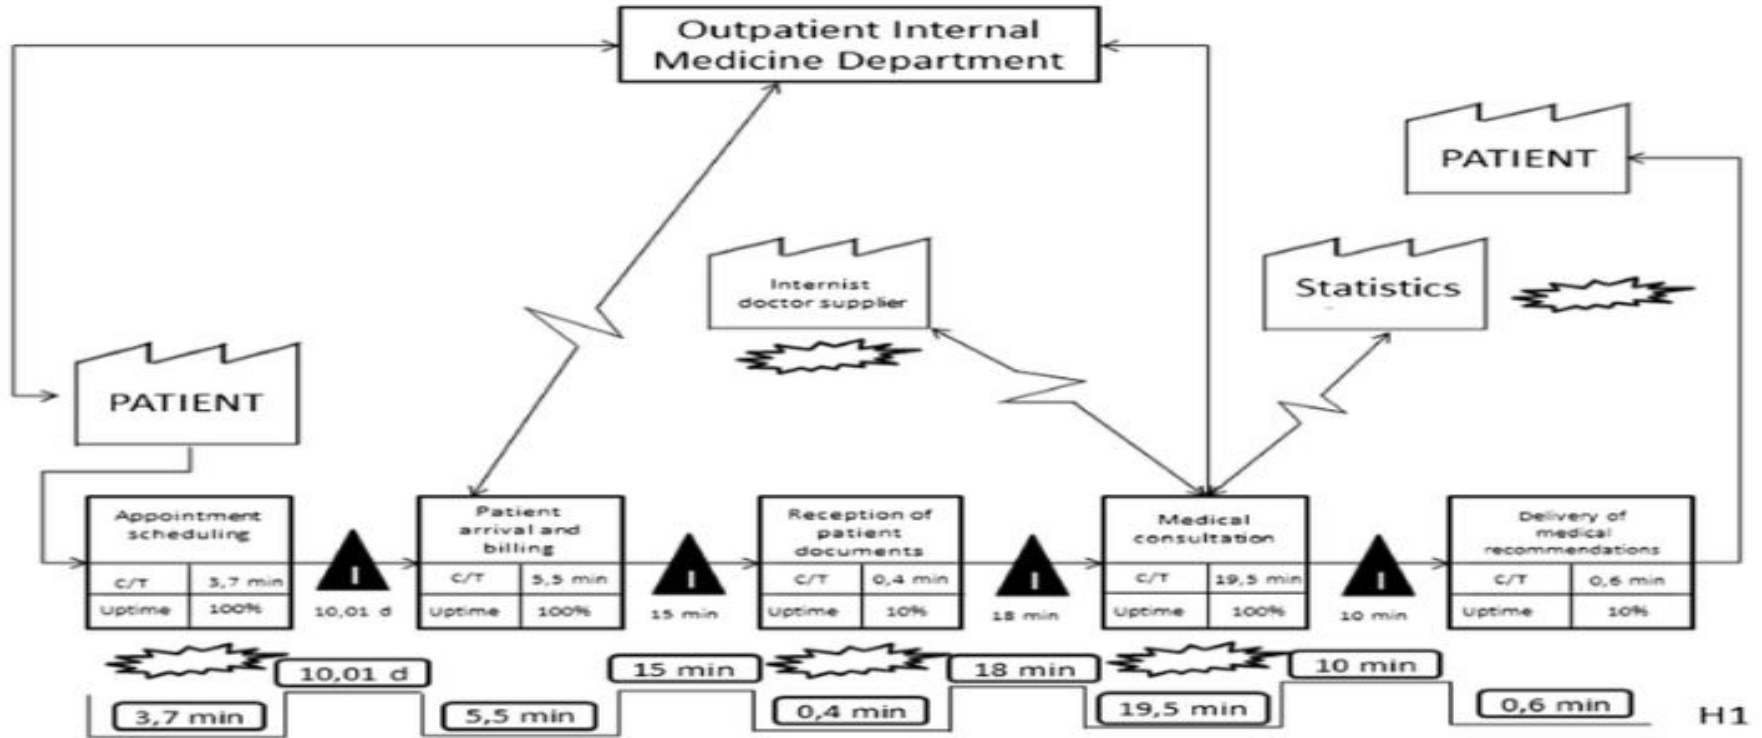 Outpatient Internal
Medicine Department
PATIENT
Internist
doctor supplier
Statistics
PATIENT
Appointment
scheduling
C/T 3,7 min
Uptime 100%
I
10,01 d
Patient
arrival and
billing
C/T 5,5 min
Uptime 100%
I
15 min
Reception of
patient
documents
C/T 0,4 min
Uptime 10%
I
18 min
Medical
consultation
C/T 19,5 min
Uptime 100%
I
10 min
Delivery of
medical
recommendations
C/T 0,6 min
Uptime 10%
3,7 min
10,01 d
5,5 min
15 min
0,4 min
18 min
19,5 min
10 min
0,6 min
H1